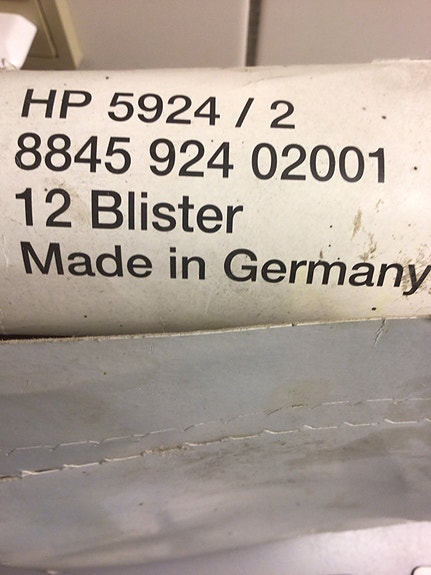 HP 5924 / 2
8845 924 02001
12 Blister
Made in Germany